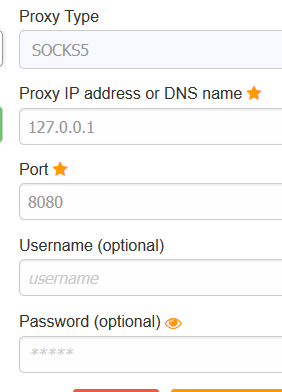 Proxy Type
SOCKS5
Proxy IP address or DNS name
127.0.0.1
Port
8080
Username (optional)
username
Password (optional)
*****